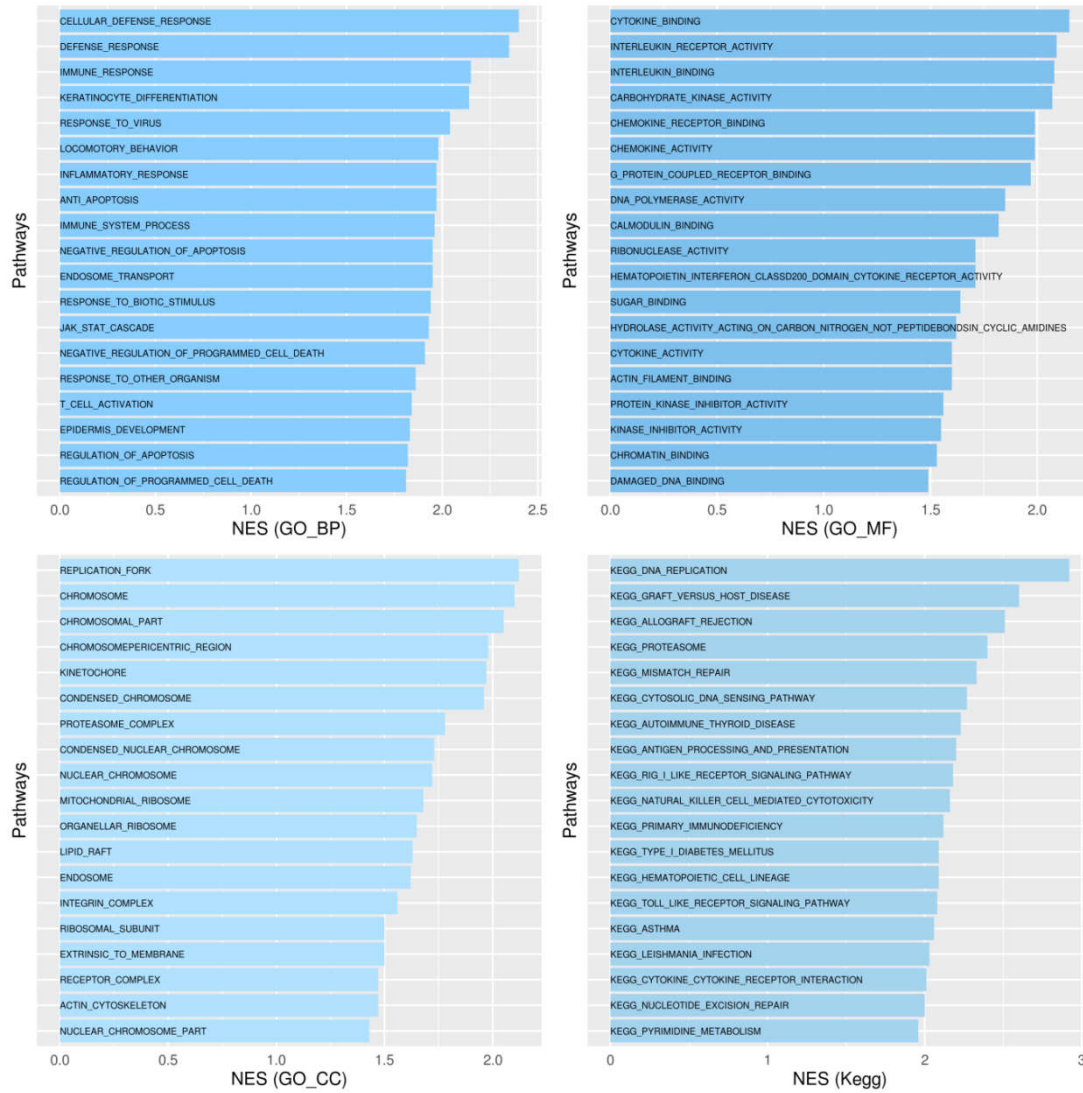 Pathways
CELLULAR_DEFENSE_RESPONSE
DEFENSE_RESPONSE
IMMUNE_RESPONSE
KERATINOCYTE_DIFFERENTIATION
RESPONSE_TO_VIRUS
LOCOMOTORY_BEHAVIOR
INFLAMMATORY_RESPONSE
ANTI_APOPTOSIS
IMMUNE_SYSTEM_PROCESS
NEGATIVE_REGULATION_OF_APOPTOSIS
ENDOSOME_TRANSPORT
RESPONSE_TO_BIOTIC_STIMULUS
JAK_STAT_CASCADE
NEGATIVE_REGULATION_OF_PROGRAMMED_CELL_DEATH
RESPONSE_TO_OTHER_ORGANISM
T_CELL_ACTIVATION
EPIDERMIS_DEVELOPMENT
REGULATION_OF_APOPTOSIS
REGULATION_OF_PROGRAMMED_CELL_DEATH
0.0 0.5 1.0 1.5 2.0 2.5
NES (GO_BP)
Pathways
CYTOKINE_BINDING
INTERLEUKIN_RECEPTOR_ACTIVITY
INTERLEUKIN_BINDING
CARBOHYDRATE_KINASE_ACTIVITY
CHEMOKINE_RECEPTOR_BINDING
CHEMOKINE_ACTIVITY
G_PROTEIN_COUPLED_RECEPTOR_BINDING
DNA_POLYMERASE_ACTIVITY
CALMODULIN_BINDING
RIBONUCLEASE_ACTIVITY
HEMATOPOIETIN_INTERFERON_CLASSD200_DOMAIN_CYTOKINE_RECEPTOR_ACTIVITY
SUGAR_BINDING
HYDROLASE_ACTIVITY_ACTING_ON_CARBON_NITROGEN_NOT_PEPTIDEBONDSIN_CYCLIC_AMIDINES
CYTOKINE_ACTIVITY
ACTIN_FILAMENT_BINDING
PROTEIN_KINASE_INHIBITOR_ACTIVITY
KINASE_INHIBITOR_ACTIVITY
CHROMATIN_BINDING
DAMAGED_DNA_BINDING
0.0 0.5 1.0 1.5 2.0
NES (GO_MF)
Pathways
REPLICATION_FORK
CHROMOSOME
CHROMOSOMAL_PART
CHROMOSOMEPERICENTRIC_REGION
KINETOCHORE
CONDENSED_CHROMOSOME
PROTEASOME_COMPLEX
CONDENSED_NUCLEAR_CHROMOSOME
NUCLEAR_CHROMOSOME
MITOCHONDRIAL_RIBOSOME
ORGANELLAR_RIBOSOME
LIPID_RAFT
ENDOSOME
INTEGRIN_COMPLEX
RIBOSOMAL_SUBUNIT
EXTRINSIC_TO_MEMBRANE
RECEPTOR_COMPLEX
ACTIN_CYTOSKELETON
NUCLEAR_CHROMOSOME_PART
0.0 0.5 1.0 1.5 2.0
NES (GO_CC)
Pathways
KEGG_DNA_REPLICATION
KEGG_GRAFT_VERSUS_HOST_DISEASE
KEGG_ALLOGRAFT_REJECTION
KEGG_PROTEASOME
KEGG_MISMATCH_REPAIR
KEGG_CYTOSOLIC_DNA_SENSING_PATHWAY
KEGG_AUTOIMMUNE_THYROID_DISEASE
KEGG_ANTIGEN_PROCESSING_AND_PRESENTATION
KEGG_RIG_I_LIKE_RECEPTOR_SIGNALING_PATHWAY
KEGG_NATURAL_KILLER_CELL_MEDIATED_CYTOTOXICITY
KEGG_PRIMARY_IMMUNODEFICIENCY
KEGG_TYPE_I_DIABETES_MELLITUS
KEGG_HEMATOPOIETIC_CELL_LINEAGE
KEGG_TOLL_LIKE_RECEPTOR_SIGNALING_PATHWAY
KEGG_ASTHMA
KEGG_LEISHMANIA_INFECTION
KEGG_CYTOKINE_CYTOKINE_RECEPTOR_INTERACTION
KEGG_NUCLEOTIDE_EXCISION_REPAIR
KEGG_PYRIMIDINE_METABOLISM
0 1 2 3
NES (Kegg)